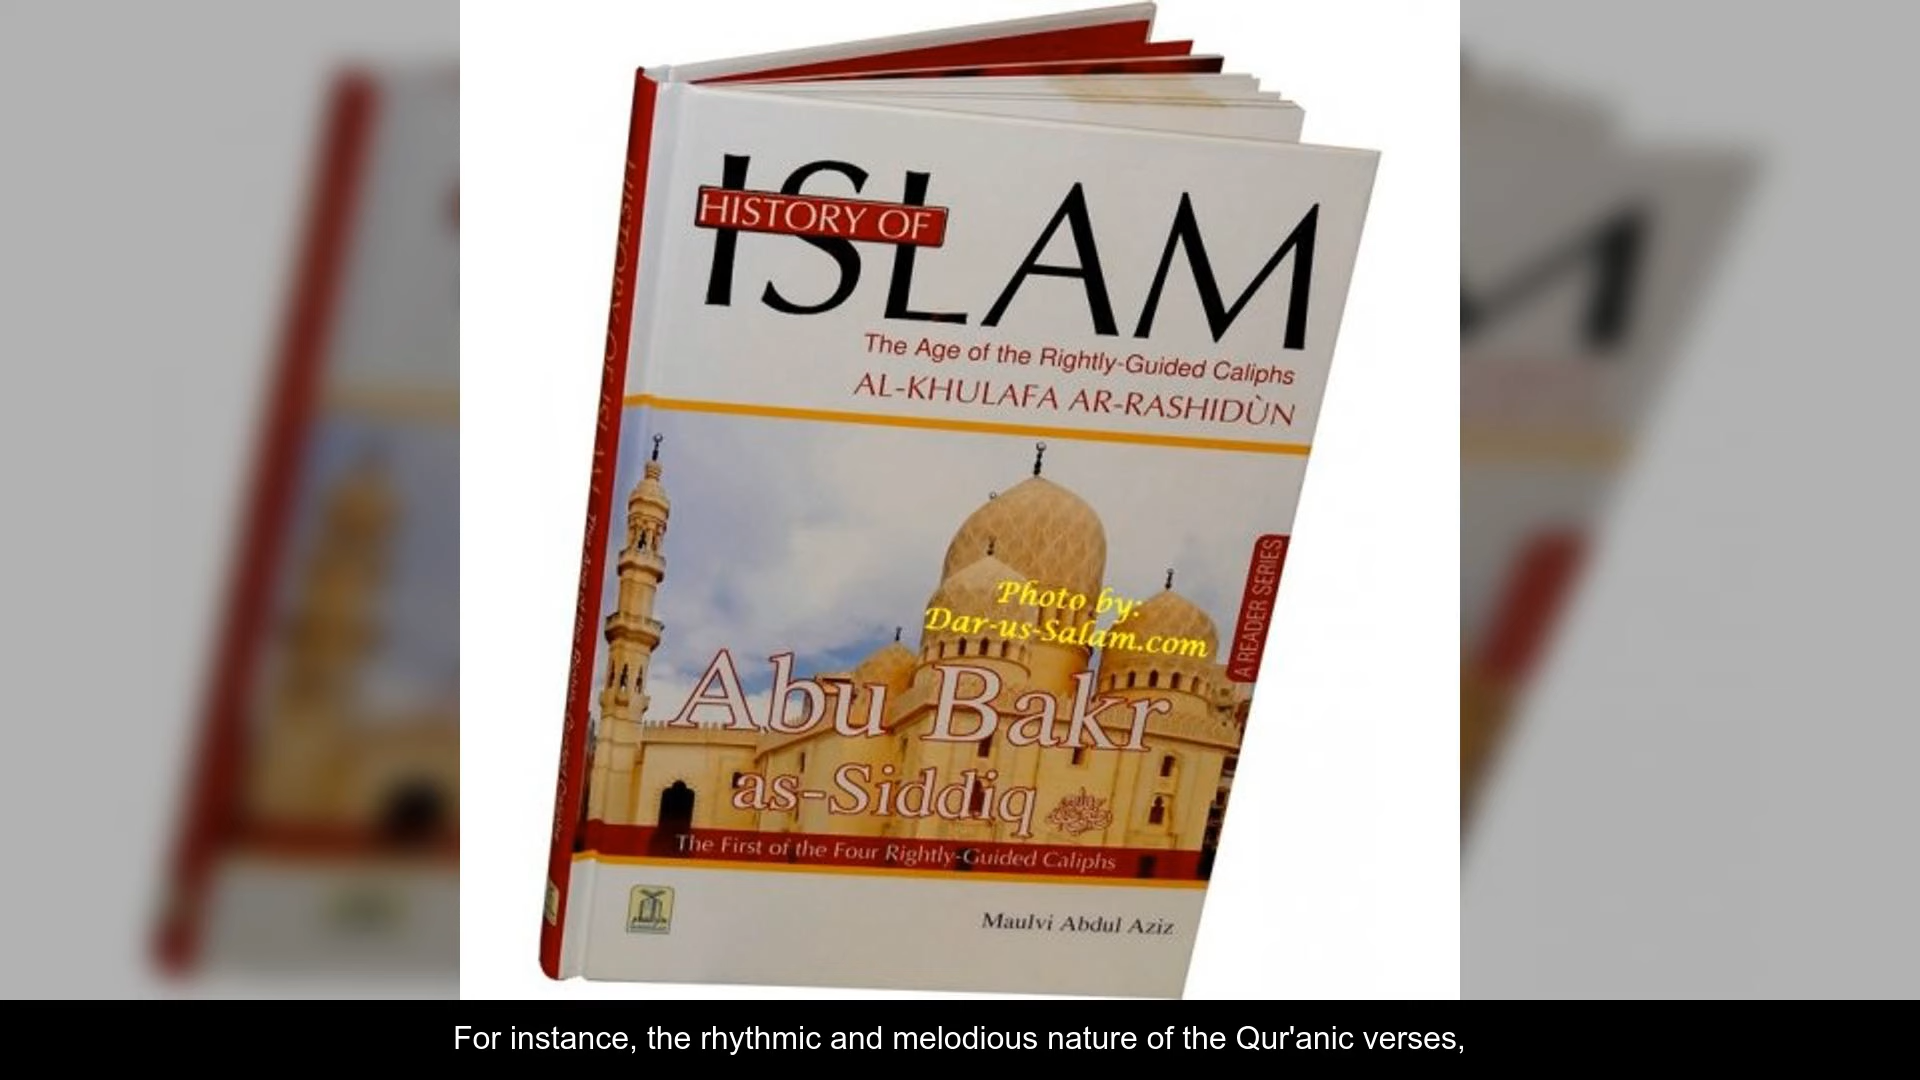 HISTORY OF
ISLAM
The Age of the Rightly-Guided Caliphs
AL-KHULAFA AR-RASHIDÙN
A READER SERIES
Photo by:
Dar-us-Salam.com
Abu Bakr
as-Siddiq
The First of the Four Rightly-Guided Caliphs
Maulvi Abdul Aziz
For instance, the rhythmic and melodious nature of the Qur'anic verses,